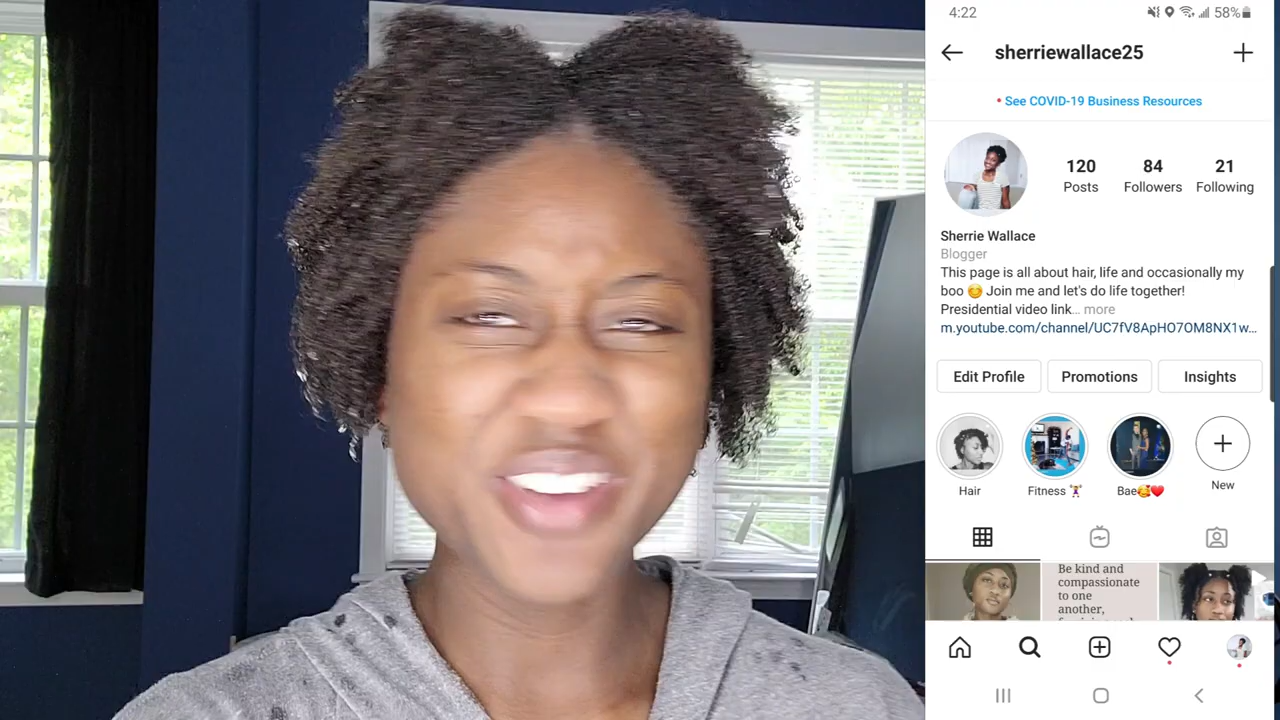 4:22
58%
sherriewallace25
See COVID-19 Business Resources
120
84
21
Posts
Followers
Following
Sherrie Wallace
Blogger
This page is all about hair, life and occasionally my
boo 😊 Join me and let's do life together!
Presidential video link... more
m.youtube.com/channel/UC7fV8ApHO7OM8NX1w...
Edit Profile
Promotions
Insights
Hair
Fitness 🏋️‍♀️
Bae🥰❤️
New
Be kind and
compassionate
to one
another,